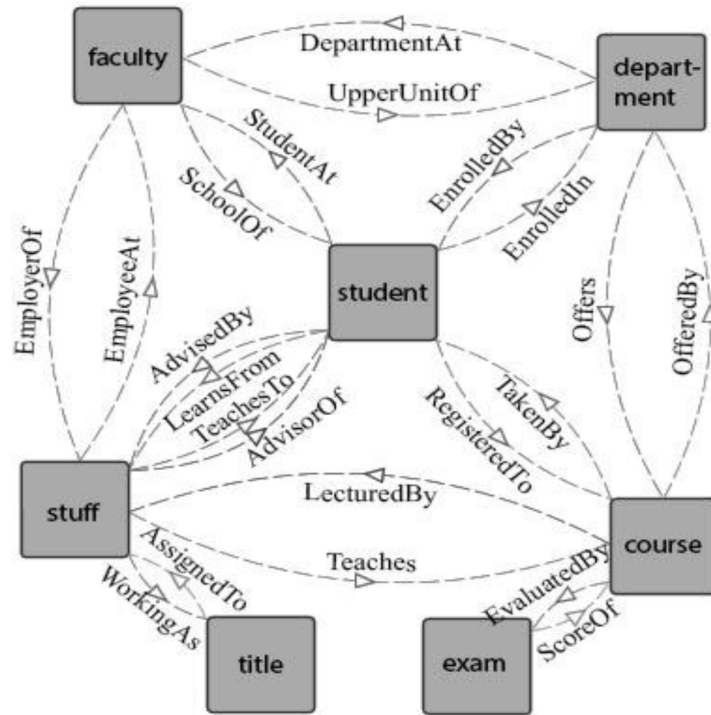 faculty
DepartmentAt
UpperUnitOf
depart-
ment
StudentAt
SchoolOf
EnrolledBy
EnrolledIn
EmployerOf
EmployeeAt
student
Offers
OfferedBy
AdvisedBy
LearnsFrom
TeachesTo
AdvisorOf
TakenBy
RegisteredTo
LecturedBy
stuff
Teaches
course
AssignedTo
WorkingAs
EvaluatedBy
ScoreOf
title
exam